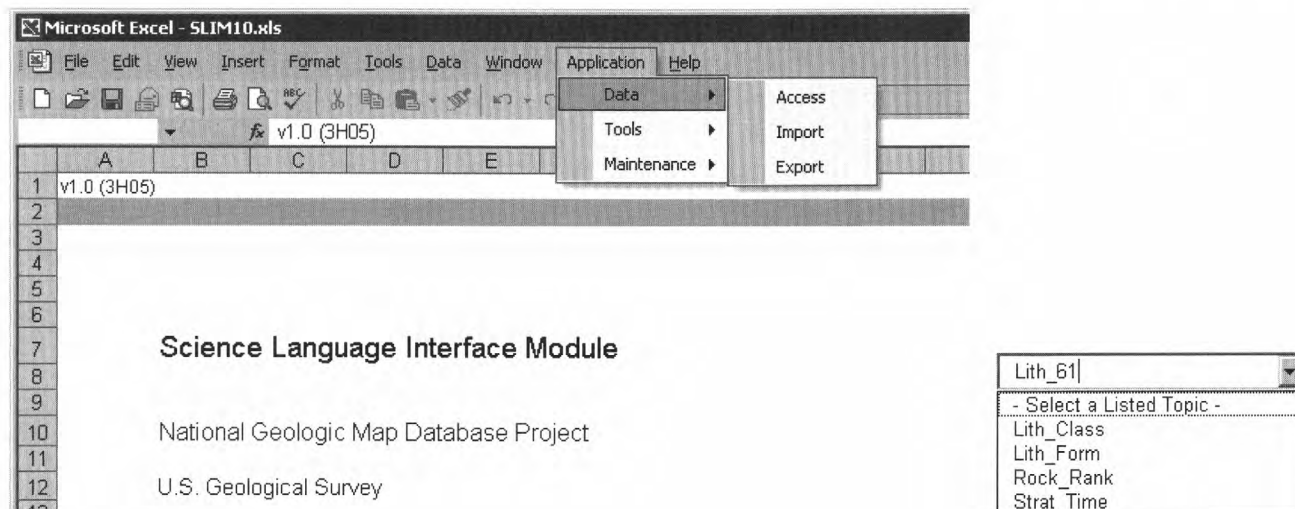 Microsoft Excel - SLIM10.xls
File Edit View Insert Format Tools Data Window Application Help
Data Access
Tools Import
Maintenance Export
fx v1.0 (3H05)
A B C D E
1 v1.0 (3H05)
2
3
4
5
6
7 Science Language Interface Module
8
9
10 National Geologic Map Database Project
11
12 U.S. Geological Survey
Lith_61
- Select a Listed Topic -
Lith_Class
Lith_Form
Rock_Rank
Strat_Time